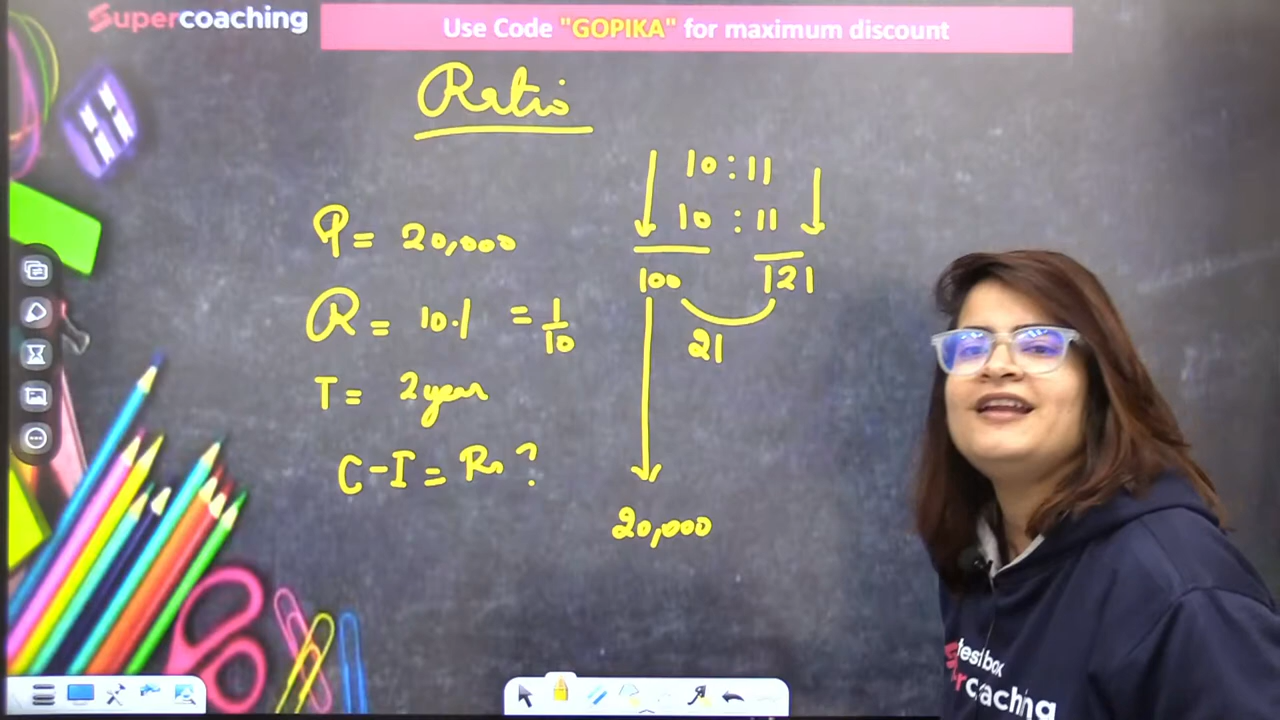 Supercoaching
Use Code "GOPIKA" for maximum discount
Ratio
10 : 11
10 : 11
100 121
21
20,000
P = 20,000
R = 10% = 1/10
T = 2 year
C-I = Rs ?
testbook
Supercoaching